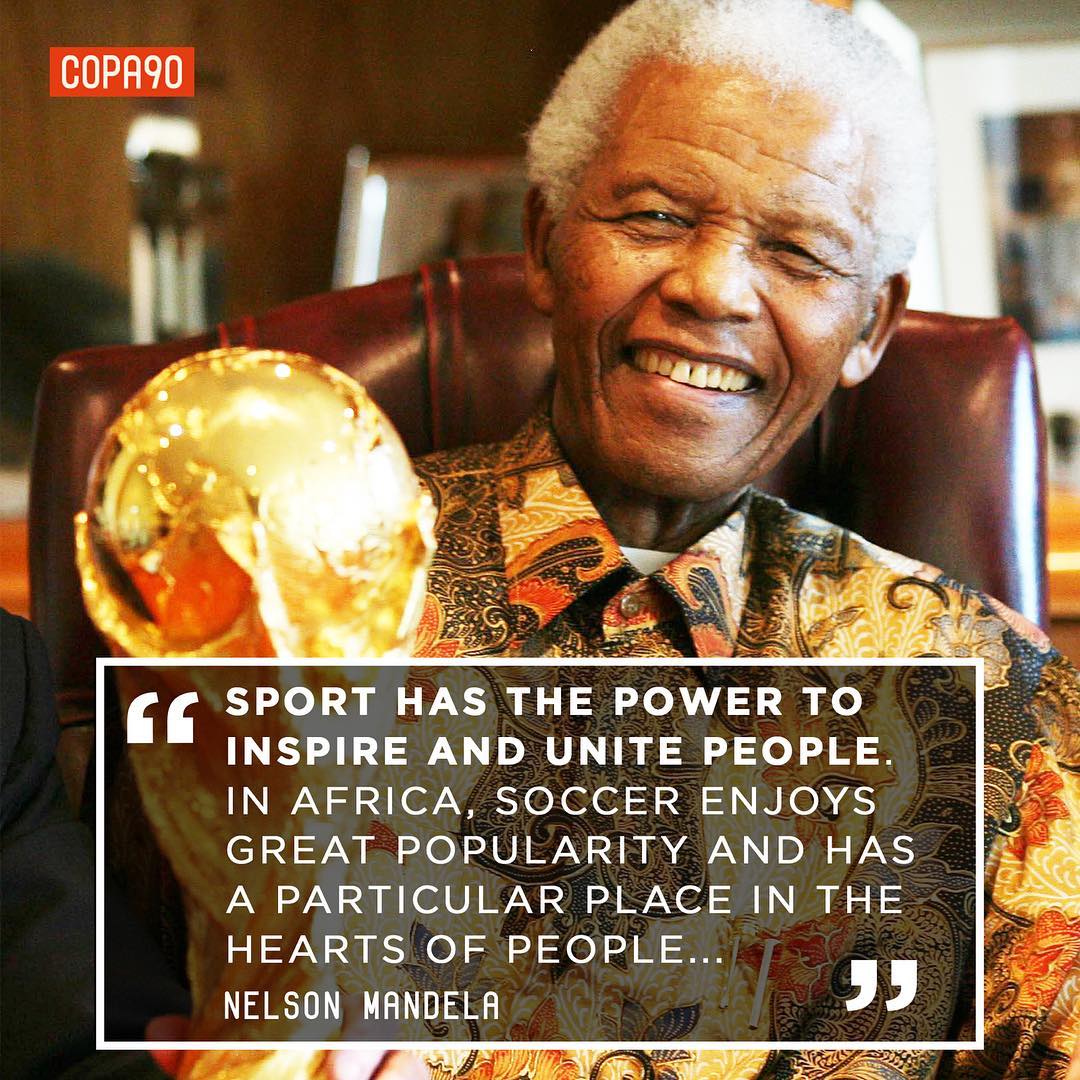 COPA90
“ SPORT HAS THE POWER TO
INSPIRE AND UNITE PEOPLE.
IN AFRICA, SOCCER ENJOYS
GREAT POPULARITY AND HAS
A PARTICULAR PLACE IN THE
HEARTS OF PEOPLE... ”
NELSON MANDELA